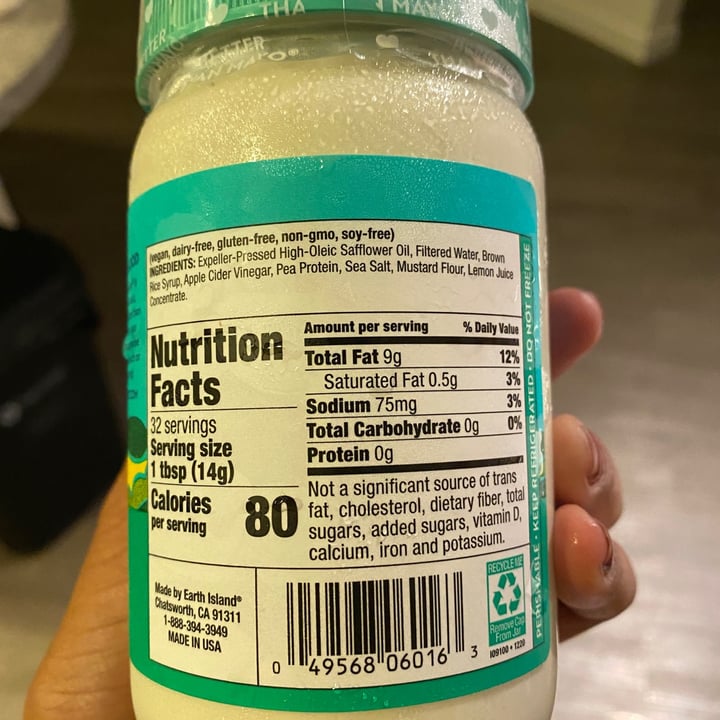 THA
MAY
(vegan, dairy-free, gluten-free, non-gmo, soy-free)
INGREDIENTS: Expeller-Pressed High-Oleic Safflower Oil, Filtered Water, Brown
Rice Syrup, Apple Cider Vinegar, Pea Protein, Sea Salt, Mustard Flour, Lemon Juice
Concentrate.
Nutrition
Facts
32 servings
Serving size
1 tbsp (14g)
Calories
per serving
80
Amount per serving % Daily Value
Total Fat 9g 12%
Saturated Fat 0.5g 3%
Sodium 75mg 3%
Total Carbohydrate 0g 0%
Protein 0g
Not a significant source of trans
fat, cholesterol, dietary fiber, total
sugars, added sugars, vitamin D,
calcium, iron and potassium.
Made by Earth Island®
Chatsworth, CA 91311
1-888-394-3949
MADE IN USA
0 49568 06016 3
RECYCLE ME
Remove Cap
From Jar
109100 • 1220
PERISHABLE • KEEP REFRIGERATED • DO NOT FREEZE